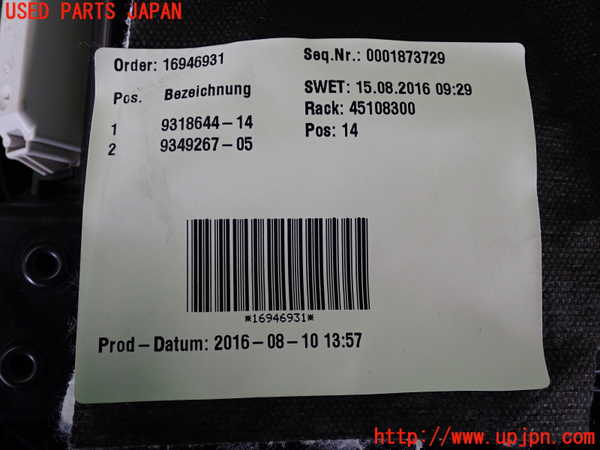 USED PARTS JAPAN
Order: 16946931
Seq.Nr.: 0001873729
Pos. Bezeichnung
SWET: 15.08.2016 09:29
1 9318644-14
Rack: 45108300
2 9349267-05
Pos: 14
*16946931*
Prod-Datum: 2016-08-10 13:57
http://www.upjpn.com/